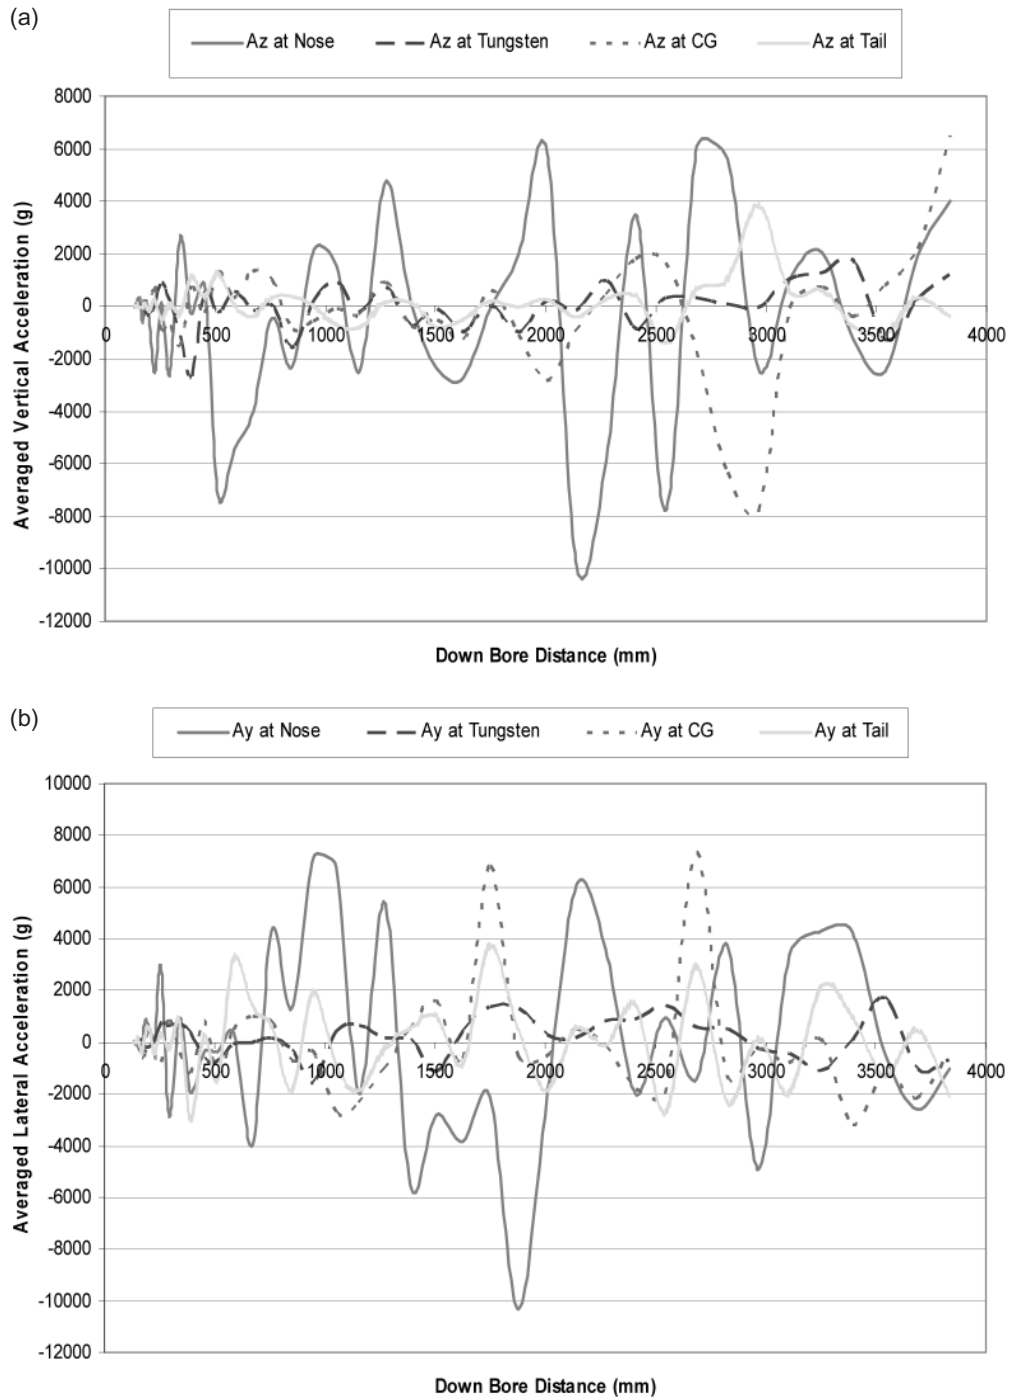 (a)
Az at Nose Az at Tungsten Az at CG Az at Tail
8000
6000
4000
2000
0
-2000
-4000
-6000
-8000
-10000
-12000
0 500 1000 1500 2000 2500 3000 3500 4000
Averaged Vertical Acceleration (g)
Down Bore Distance (mm)
(b)
Ay at Nose Ay at Tungsten Ay at CG Ay at Tail
10000
8000
6000
4000
2000
0
-2000
-4000
-6000
-8000
-10000
-12000
0 500 1000 1500 2000 2500 3000 3500 4000
Averaged Lateral Acceleration (g)
Down Bore Distance (mm)